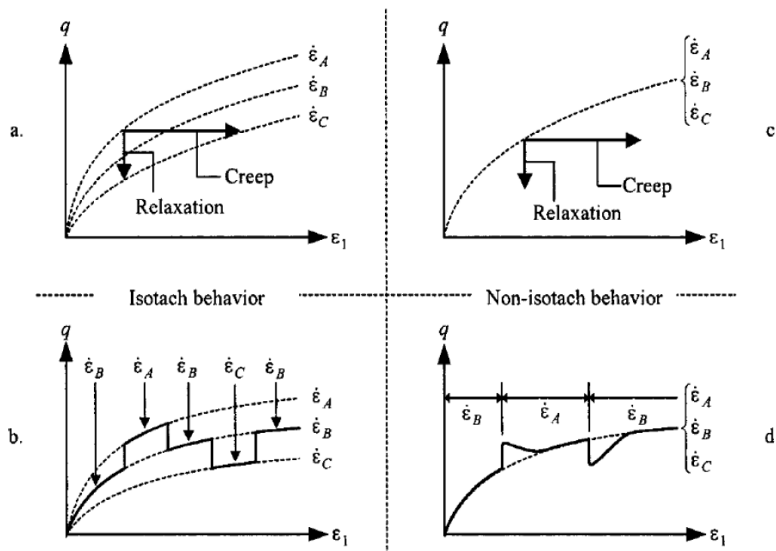 q
ε̇A
ε̇B
a.
ε̇C
Creep
Relaxation
ε1
q
ε̇A
ε̇B
ε̇C
c
Creep
Relaxation
ε1
Isotach behavior
Non-isotach behavior
q
ε̇B ε̇A ε̇B ε̇C ε̇B
ε̇A
b.
ε̇B
ε̇C
ε1
q
ε̇B ε̇A ε̇B
ε̇A
ε̇B
ε̇C
d
ε1